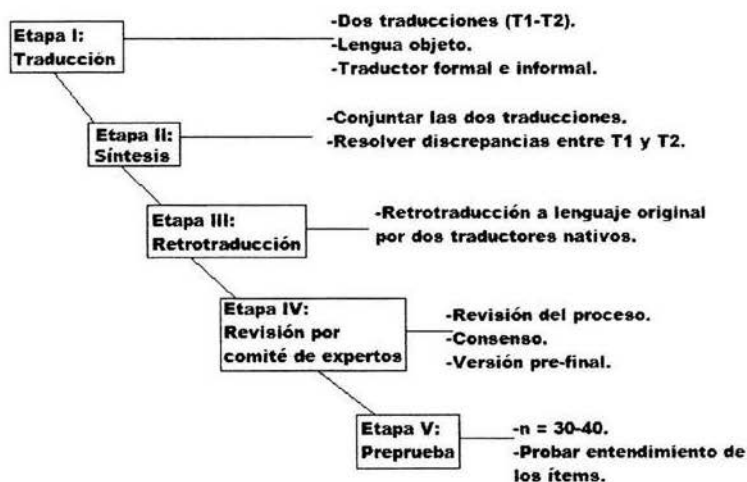 Etapa I:
Traducción
-Dos traducciones (T1-T2).
-Lengua objeto.
-Traductor formal e informal.
Etapa II:
Síntesis
-Conjuntar las dos traducciones.
-Resolver discrepancias entre T1 y T2.
Etapa III:
Retrotraducción
-Retrotraducción a lenguaje original
por dos traductores nativos.
Etapa IV:
Revisión por
comité de expertos
-Revisión del proceso.
-Consenso.
-Versión pre-final.
Etapa V:
Preprueba
-n = 30-40.
-Probar entendimiento de
los ítems.